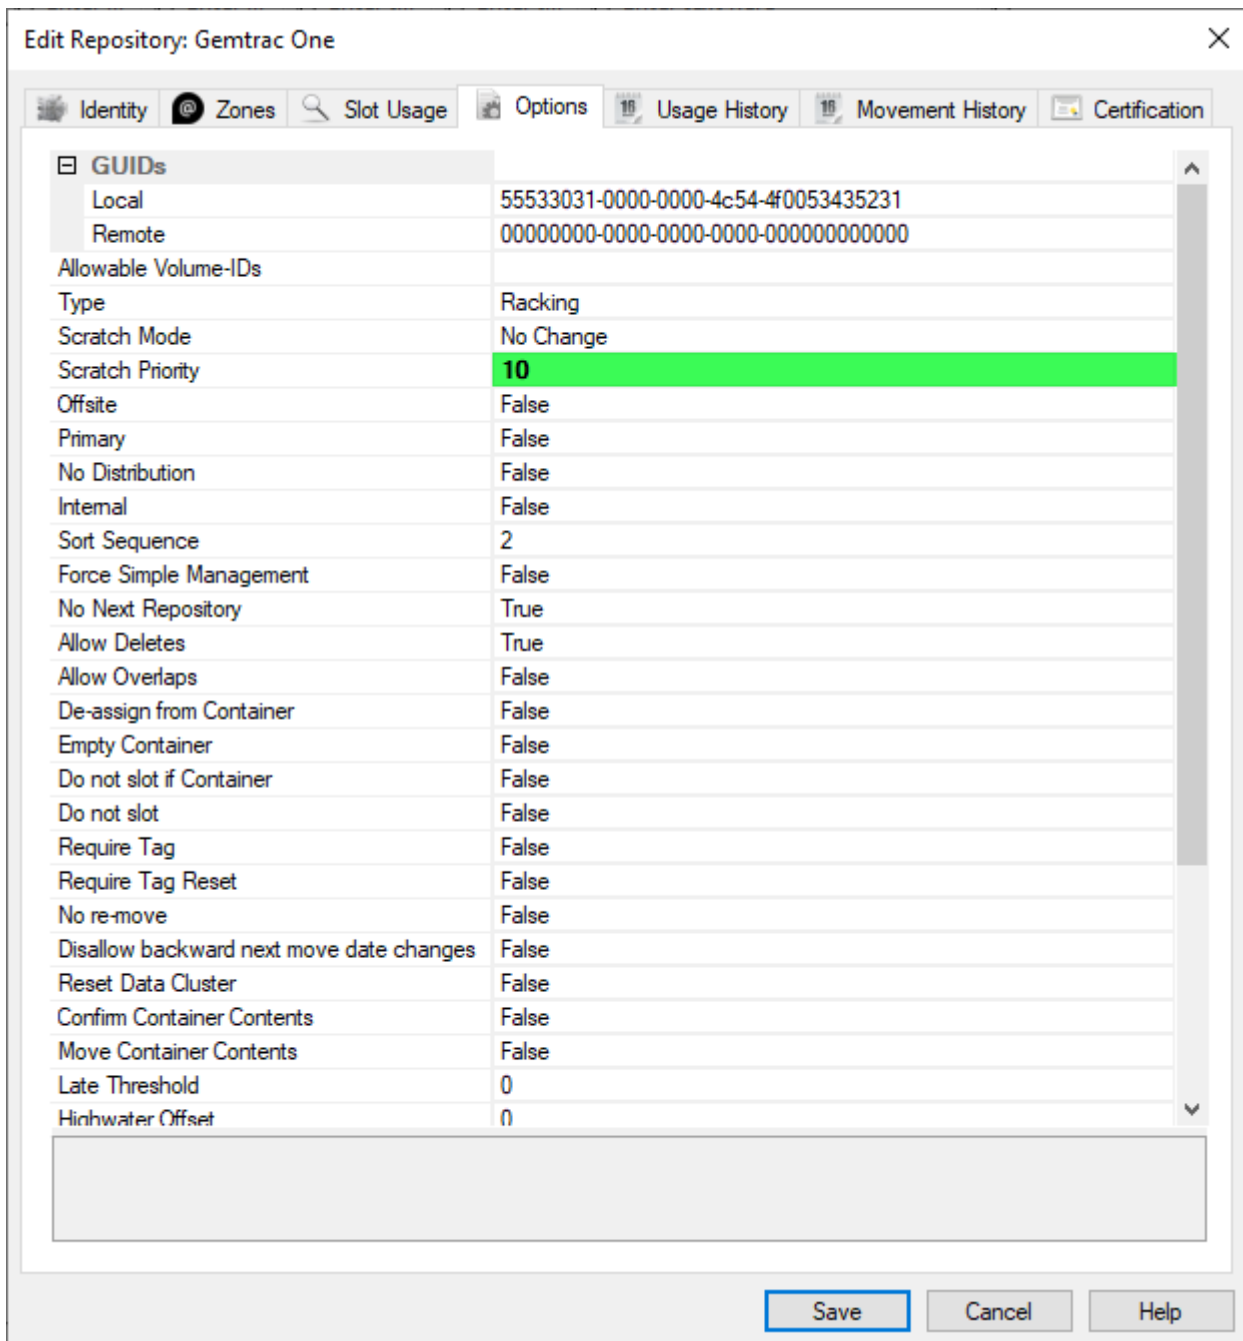 Edit Repository: Gemtrac One
Identity Zones Slot Usage Options Usage History Movement History Certification
GUIDs
Local 55533031-0000-0000-4c54-4f0053435231
Remote 00000000-0000-0000-0000-000000000000
Allowable Volume-IDs
Type Racking
Scratch Mode No Change
Scratch Priority 10
Offsite False
Primary False
No Distribution False
Internal False
Sort Sequence 2
Force Simple Management False
No Next Repository True
Allow Deletes True
Allow Overlaps False
De-assign from Container False
Empty Container False
Do not slot if Container False
Do not slot False
Require Tag False
Require Tag Reset False
No re-move False
Disallow backward next move date changes False
Reset Data Cluster False
Confirm Container Contents False
Move Container Contents False
Late Threshold 0
Highwater Offset 0
Save Cancel Help